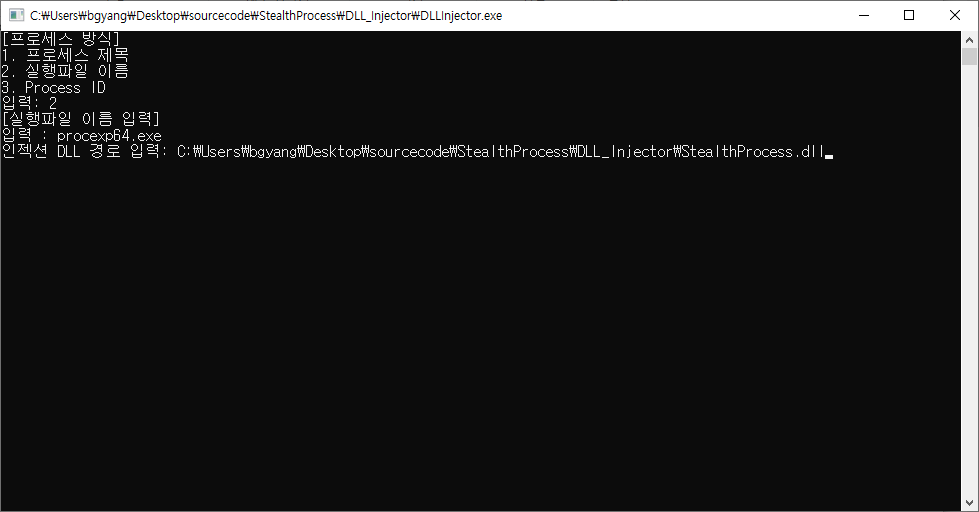 C:₩Users₩bgyang₩Desktop₩sourcecode₩StealthProcess₩DLL_Injector₩DLLInjector.exe
[프로세스 방식]
1. 프로세스 제목
2. 실행파일 이름
3. Process ID
입력: 2
[실행파일 이름 입력]
입력 : procexp64.exe
인젝션 DLL 경로 입력: C:₩Users₩bgyang₩Desktop₩sourcecode₩StealthProcess₩DLL_Injector₩StealthProcess.dll